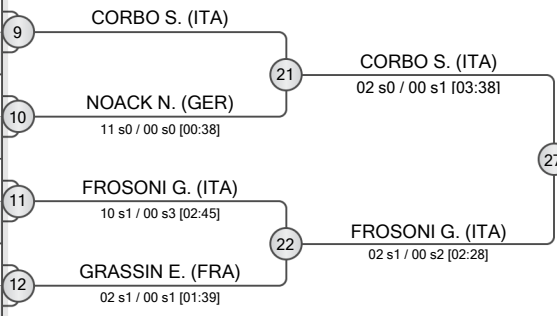 CORBO S. (ITA)
9
21
CORBO S. (ITA)
02 s0 / 00 s1 [03:38]
NOACK N. (GER)
10
11 s0 / 00 s0 [00:38]
27
FROSONI G. (ITA)
11
10 s1 / 00 s3 [02:45]
22
FROSONI G. (ITA)
02 s1 / 00 s2 [02:28]
GRASSIN E. (FRA)
12
02 s1 / 00 s1 [01:39]